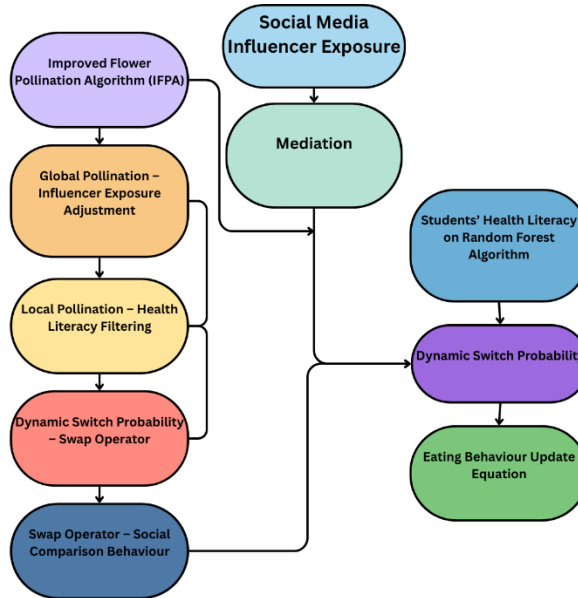 Social Media
Influencer Exposure
Improved Flower
Pollination Algorithm (IFPA)
Mediation
Global Pollination –
Influencer Exposure
Adjustment
Students' Health Literacy
on Random Forest
Algorithm
Local Pollination – Health
Literacy Filtering
Dynamic Switch Probability
Dynamic Switch Probability
– Swap Operator
Eating Behaviour Update
Equation
Swap Operator – Social
Comparison Behaviour